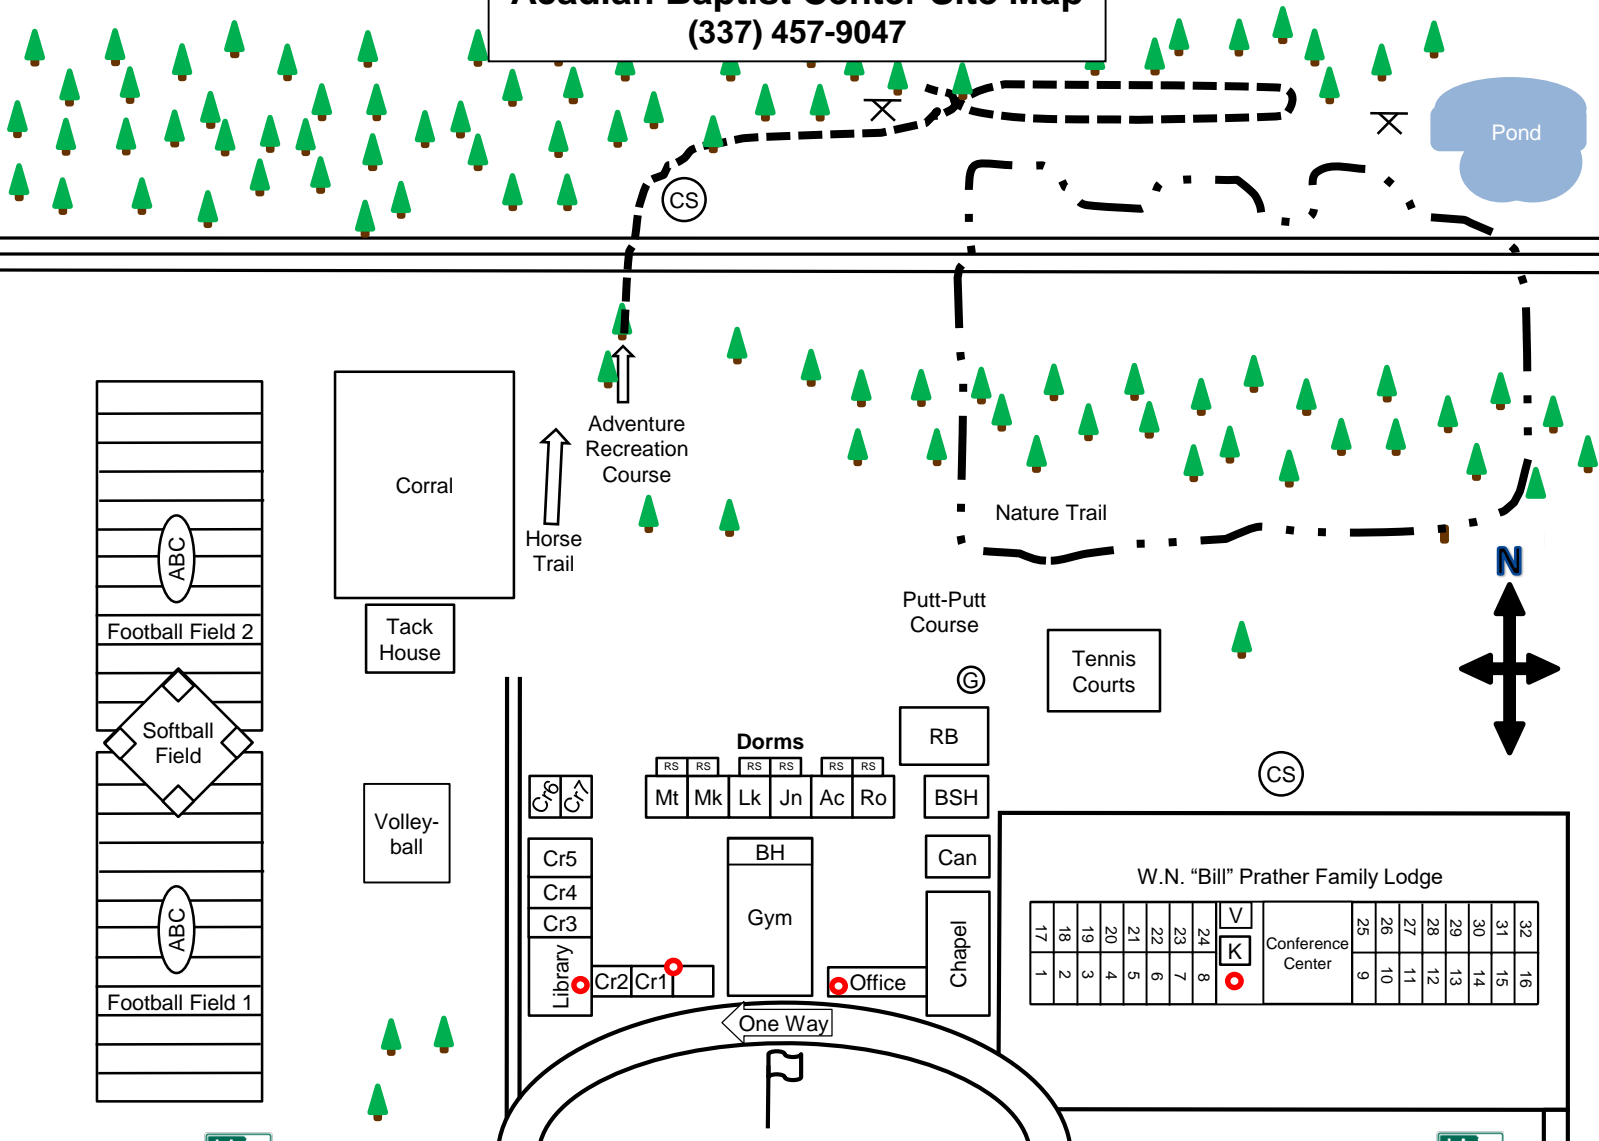 Acadian Baptist Center Site Map
(337) 457-9047
Pond
CS
Adventure
Recreation
Course
Corral
Horse
Trail
Nature Trail
N
ABC
Football Field 2
Tack
House
Putt-Putt
Course
G
Tennis
Courts
Softball
Field
RB
Dorms
RS RS RS RS RS RS
Mt Mk Lk Jn Ac Ro
BSH
CS
Cr6 Cr7
Volley-
ball
Cr5
Cr4
Cr3
BH
Gym
Can
Chapel
W.N. “Bill” Prather Family Lodge
17 18 19 20 21 22 23 24
V
K
Conference
Center
25 26 27 28 29 30 31 32
1 2 3 4 5 6 7 8
9 10 11 12 13 14 15 16
ABC
Football Field 1
Library
Cr2 Cr1
Office
One Way